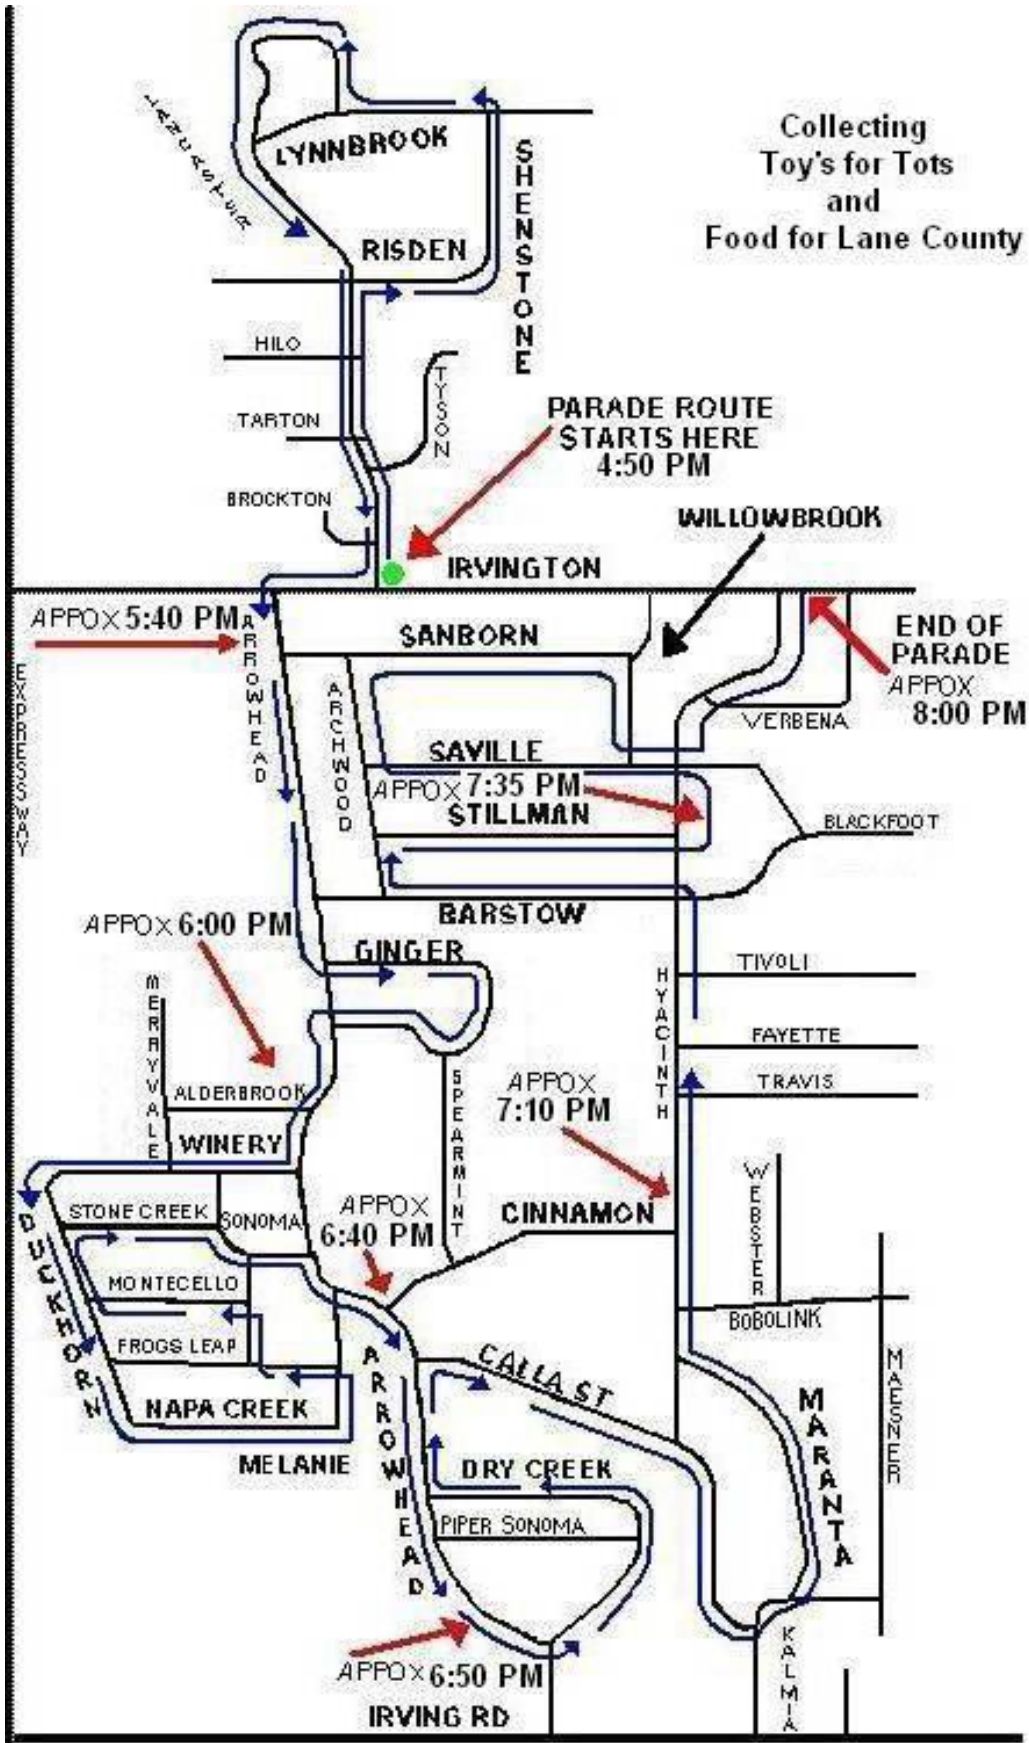 Collecting
Toy's for Tots
and
Food for Lane County
LYNNBROOK
SHENSTONE
RISDEN
HILO
TYSON
TARTON
PARADE ROUTE
STARTS HERE
4:50 PM
BROCKTON
WILLOWBROOK
IRVINGTON
APPOX 5:40 PM
ARROWHEAD
SANBORN
END OF
PARADE
APPOX
8:00 PM
EXPRESSWAY
ARCHWOOD
VERBENA
SAVILLE
APPOX 7:35 PM
STILLMAN
BLACKFOOT
BARSTOW
APPOX 6:00 PM
GINGER
TIVOLI
HYACINTH
MERRYVALE
FAYETTE
SPEARMINT
APPOX
7:10 PM
TRAVIS
ALDERBROOK
WINERY
WEBSTER
STONE CREEK
SONOMA
APPOX
6:40 PM
CINNAMON
DUCKHORN
MONTECELLO
BOBOLINK
FROGS LEAP
ARROWHEAD
CALLA ST
MAESNER
MARANTA
NAPA CREEK
MELANIE
DRY CREEK
PIPER SONOMA
KALMIA
APPOX 6:50 PM
IRVING RD